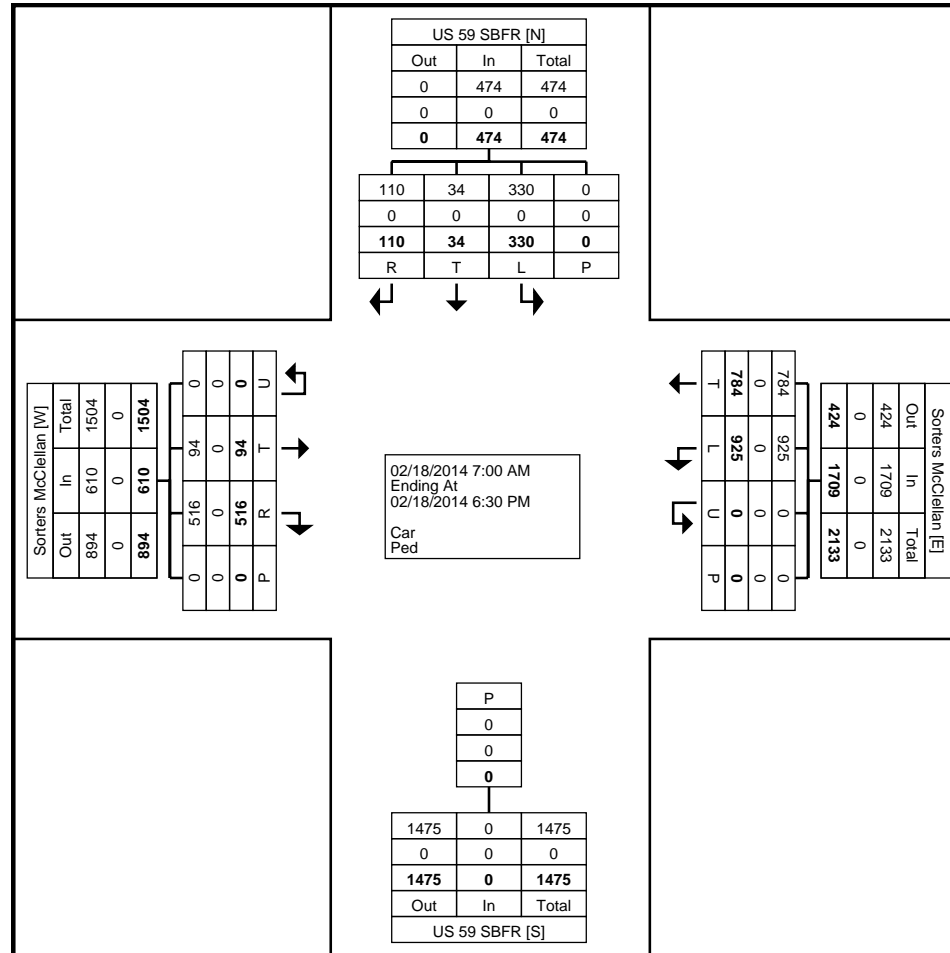 US 59 SBFR [N]
Out In Total
0 474 474
0 0 0
0 474 474
110 34 330 0
0 0 0 0
110 34 330 0
R T L P
Sorters McClellan [W]
Out In Total
894 610 1504
0 0 0
894 610 1504
0 94 516 0
0 0 0 0
0 94 516 0
U T R P
02/18/2014 7:00 AM
Ending At
02/18/2014 6:30 PM
Car
Ped
Sorters McClellan [E]
Out In Total
424 1709 2133
0 0 0
424 1709 2133
784 925 0 0
0 0 0 0
784 925 0 0
T L U P
P
0
0
0
1475 0 1475
0 0 0
1475 0 1475
Out In Total
US 59 SBFR [S]